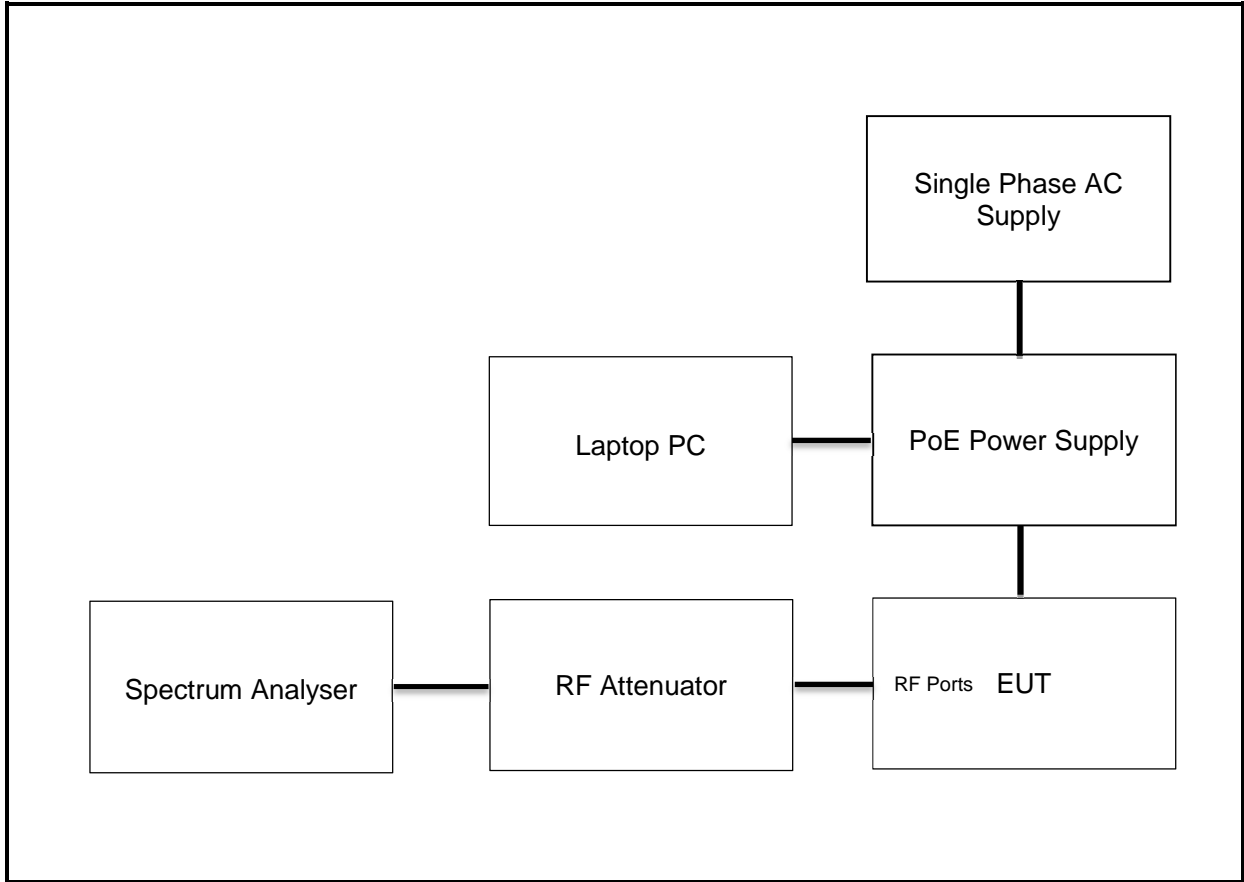 Single Phase AC
Supply
Laptop PC
PoE Power Supply
Spectrum Analyser
RF Attenuator
RF Ports EUT